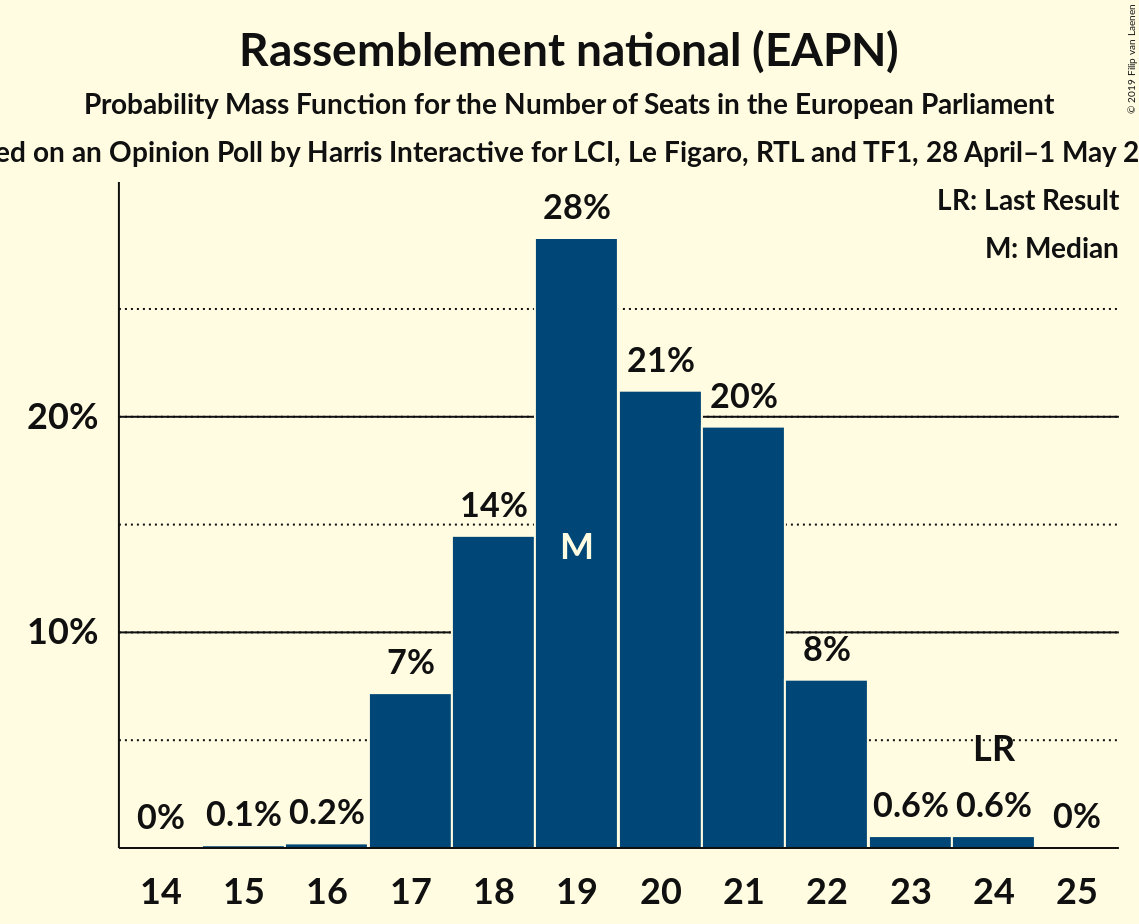 Rassemblement national (EAPN)
Probability Mass Function for the Number of Seats in the European Parliament
ed on an Opinion Poll by Harris Interactive for LCI, Le Figaro, RTL and TF1, 28 April–1 May 2
© 2019 Filip van Laenen
LR: Last Result
M: Median
28%
21%
20%
20%
14%
M
10%
7%
8%
LR
0% 0.1% 0.2% 0.6% 0.6% 0%
14 15 16 17 18 19 20 21 22 23 24 25